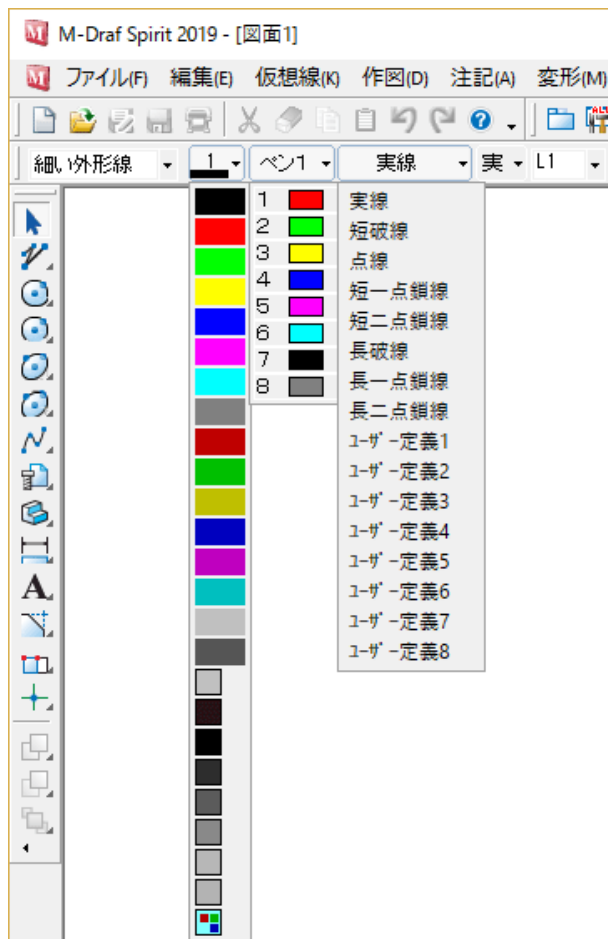 M-Draf Spirit 2019 - [図面1]
ファイル(F) 編集(E) 仮想線(K) 作図(D) 注記(A) 変形(M)
細い外形線 1 ペン1 実線 実 L1
1
2
3
4
5
6
7
8
実線
短破線
点線
短一点鎖線
短二点鎖線
長破線
長一点鎖線
長二点鎖線
ユーザー定義1
ユーザー定義2
ユーザー定義3
ユーザー定義4
ユーザー定義5
ユーザー定義6
ユーザー定義7
ユーザー定義8
A